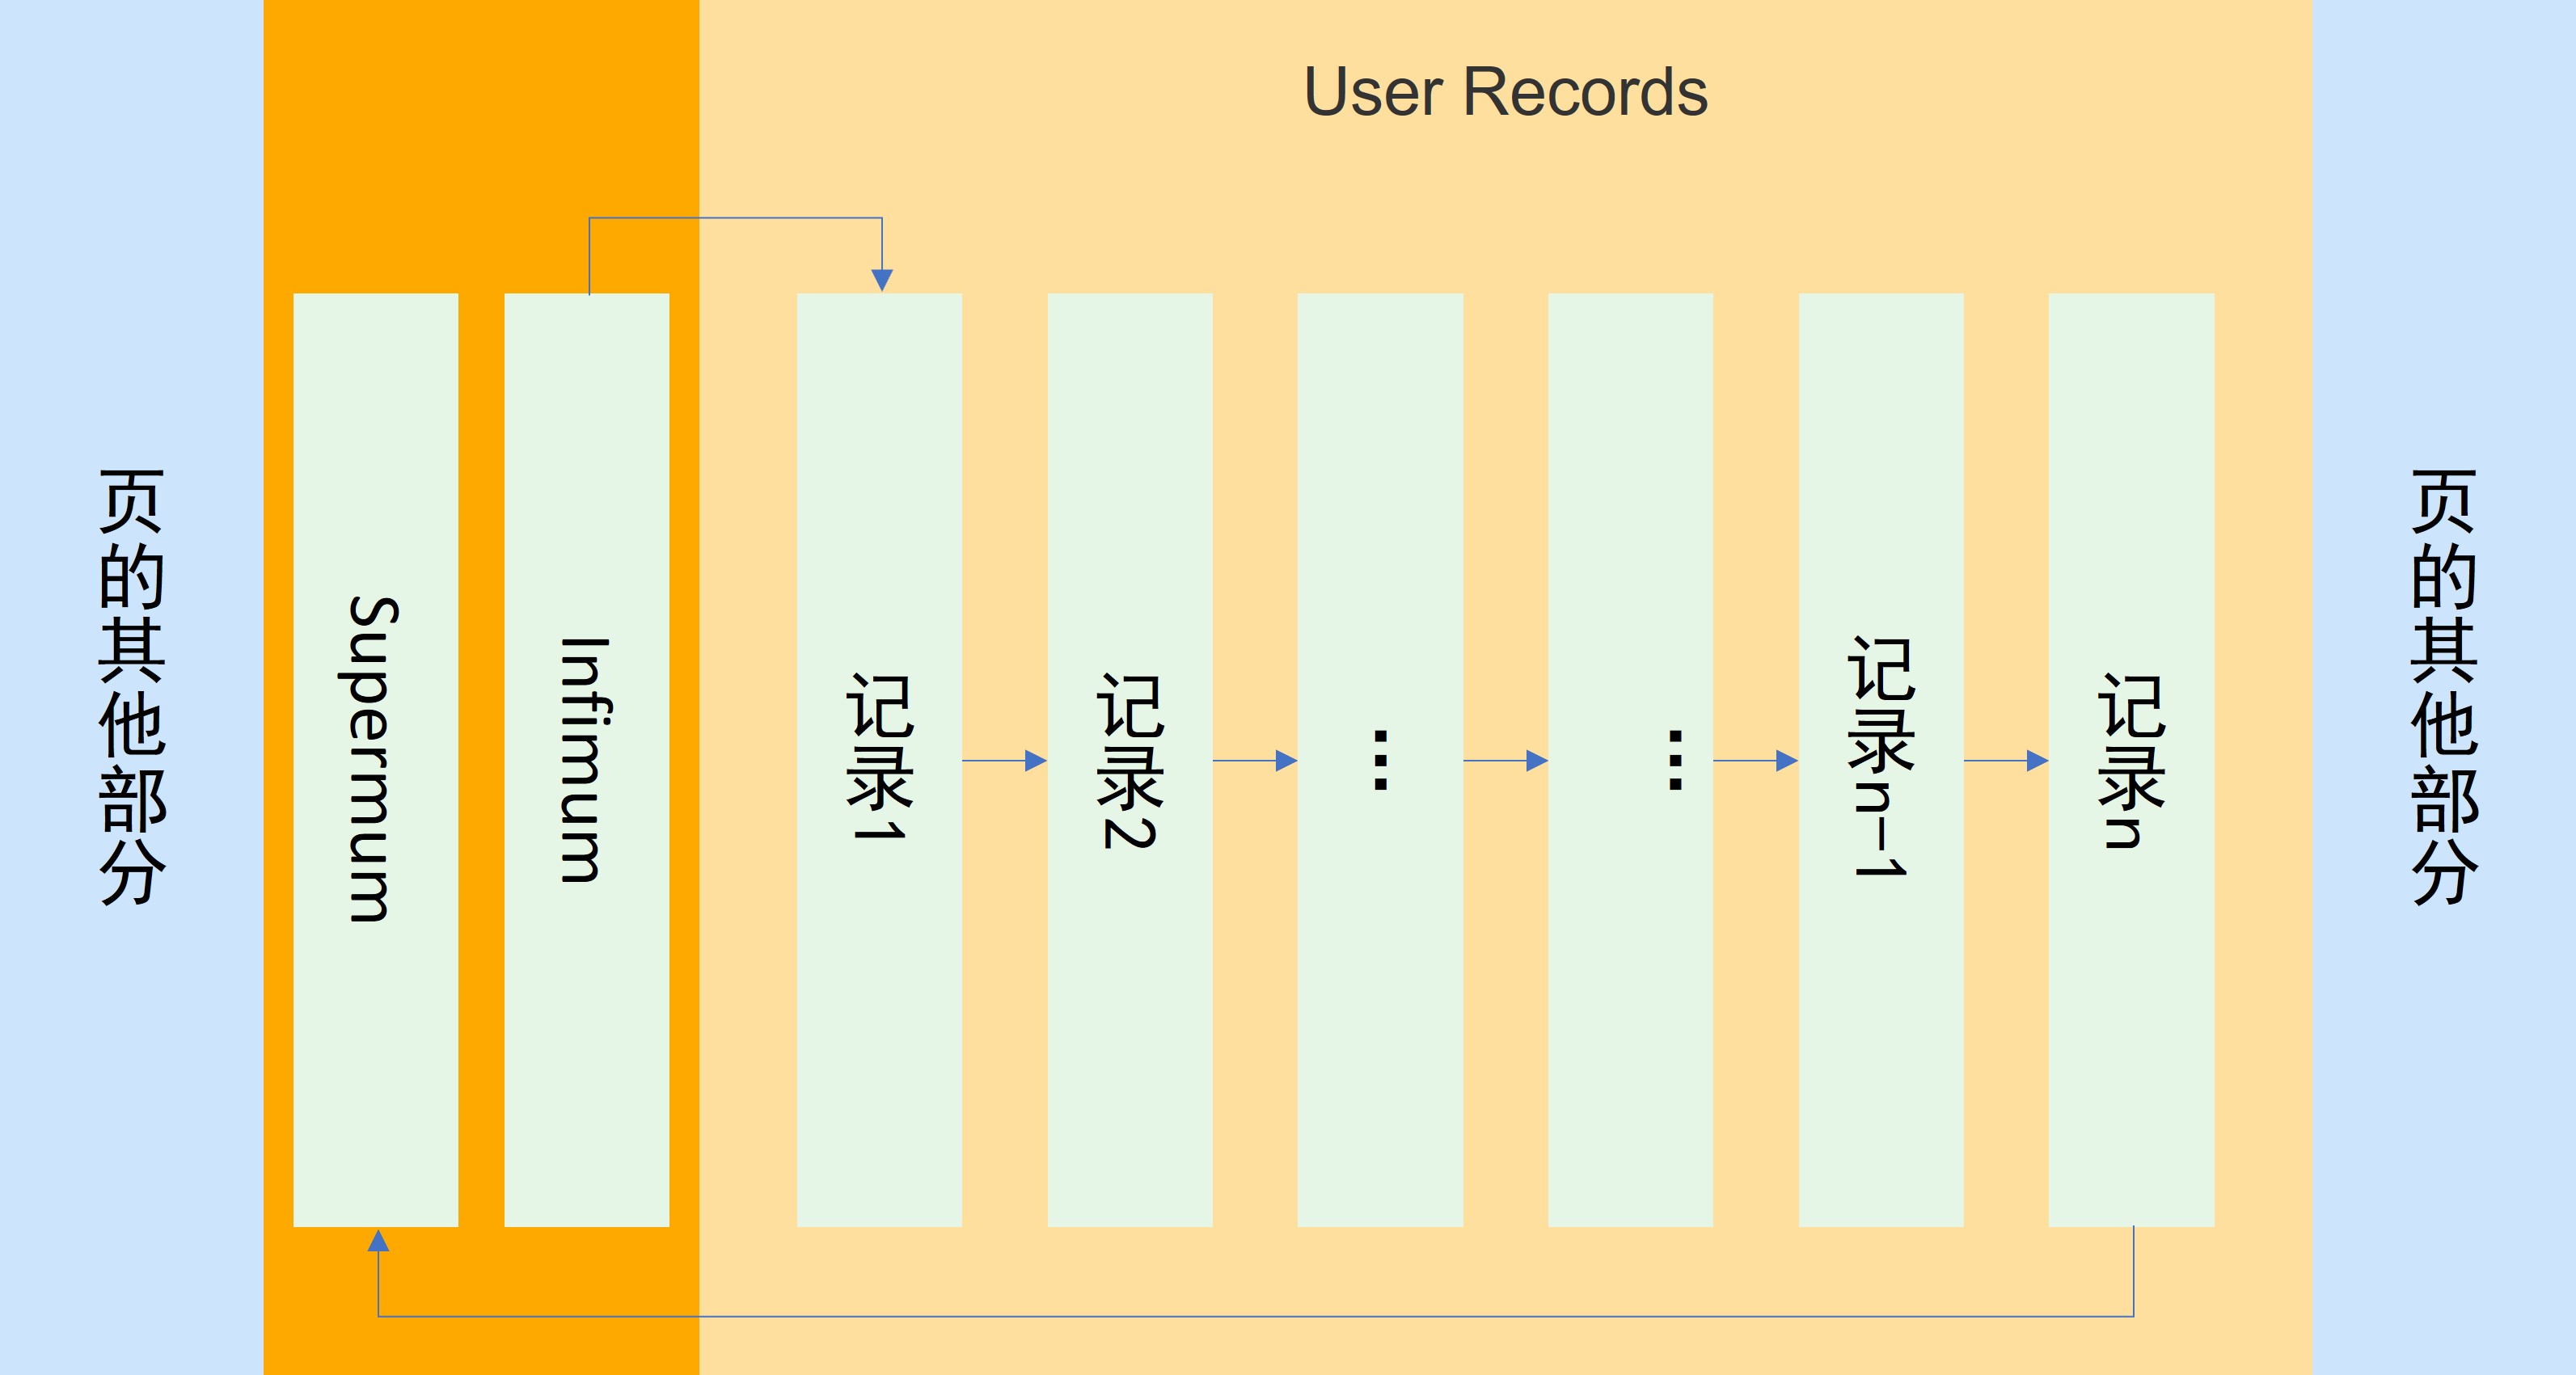 User Records
页的其他部分
Supermum
Infimum
记录1
记录2
...
...
记录n-1
记录n
页的其他部分